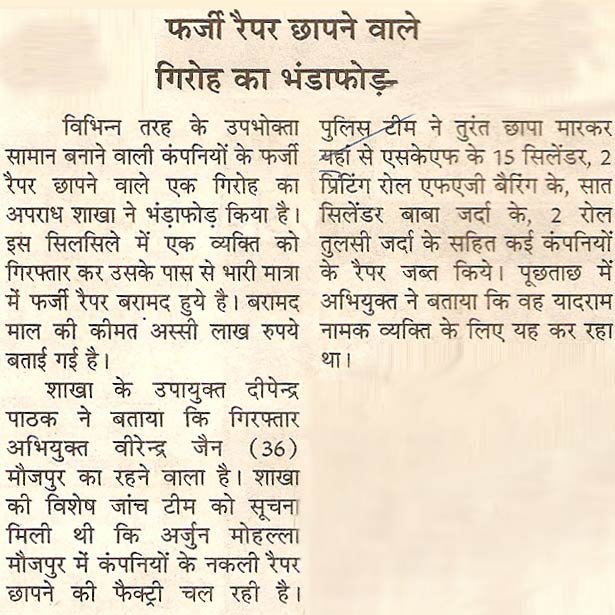 फर्जी रैपर छापने वाले
गिरोह का भंडाफोड़
विभिन्न तरह के उपभोक्ता
सामान बनाने वाली कंपनियों के फर्जी
रैपर छापने वाले एक गिरोह का
अपराध शाखा ने भंड़ाफोड़ किया है।
इस सिलसिले में एक व्यक्ति को
गिरफ्तार कर उसके पास से भारी मात्रा
में फर्जी रैपर बरामद हुये है। बरामद
माल की कीमत अस्सी लाख रुपये
बताई गई है।
शाखा के उपायुक्त दीपेन्द्र
पाठक ने बताया कि गिरफ्तार
अभियुक्त वीरेन्द्र जैन (36)
मौजपुर का रहने वाला है। शाखा
की विशेष जांच टीम को सूचना
मिली थी कि अर्जुन मोहल्ला
मौजपुर में कंपनियों के नकली रैपर
छापने की फैक्ट्री चल रही है।
पुलिस टीम ने तुरंत छापा मारकर
यहां से एसकेएफ के 15 सिलेंडर, 2
प्रिटिंग रोल एफएजी बैरिंग के, सात
सिलेंडर बाबा जर्दा के, 2 रोल
तुलसी जर्दा के सहित कई कंपनियों
के रैपर जब्त किये। पूछताछ में
अभियुक्त ने बताया कि वह यादराम
नामक व्यक्ति के लिए यह कर रहा
था।